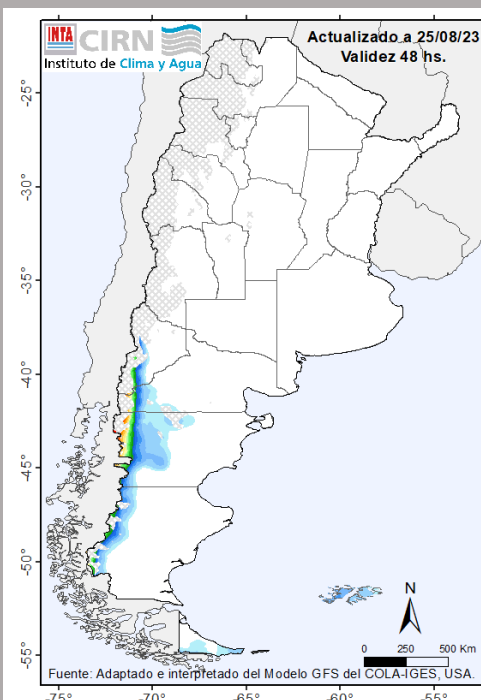 INTA CIRN
Instituto de Clima y Agua
Actualizado a 25/08/23
Validez 48 hs.
-25°
-30°
-35°
-40°
-45°
-50°
-55°
N
0 250 500 Km
Fuente: Adaptado e interpretado del Modelo GFS del COLA-IGES, USA.
-75° -70° -65° -60° -55°